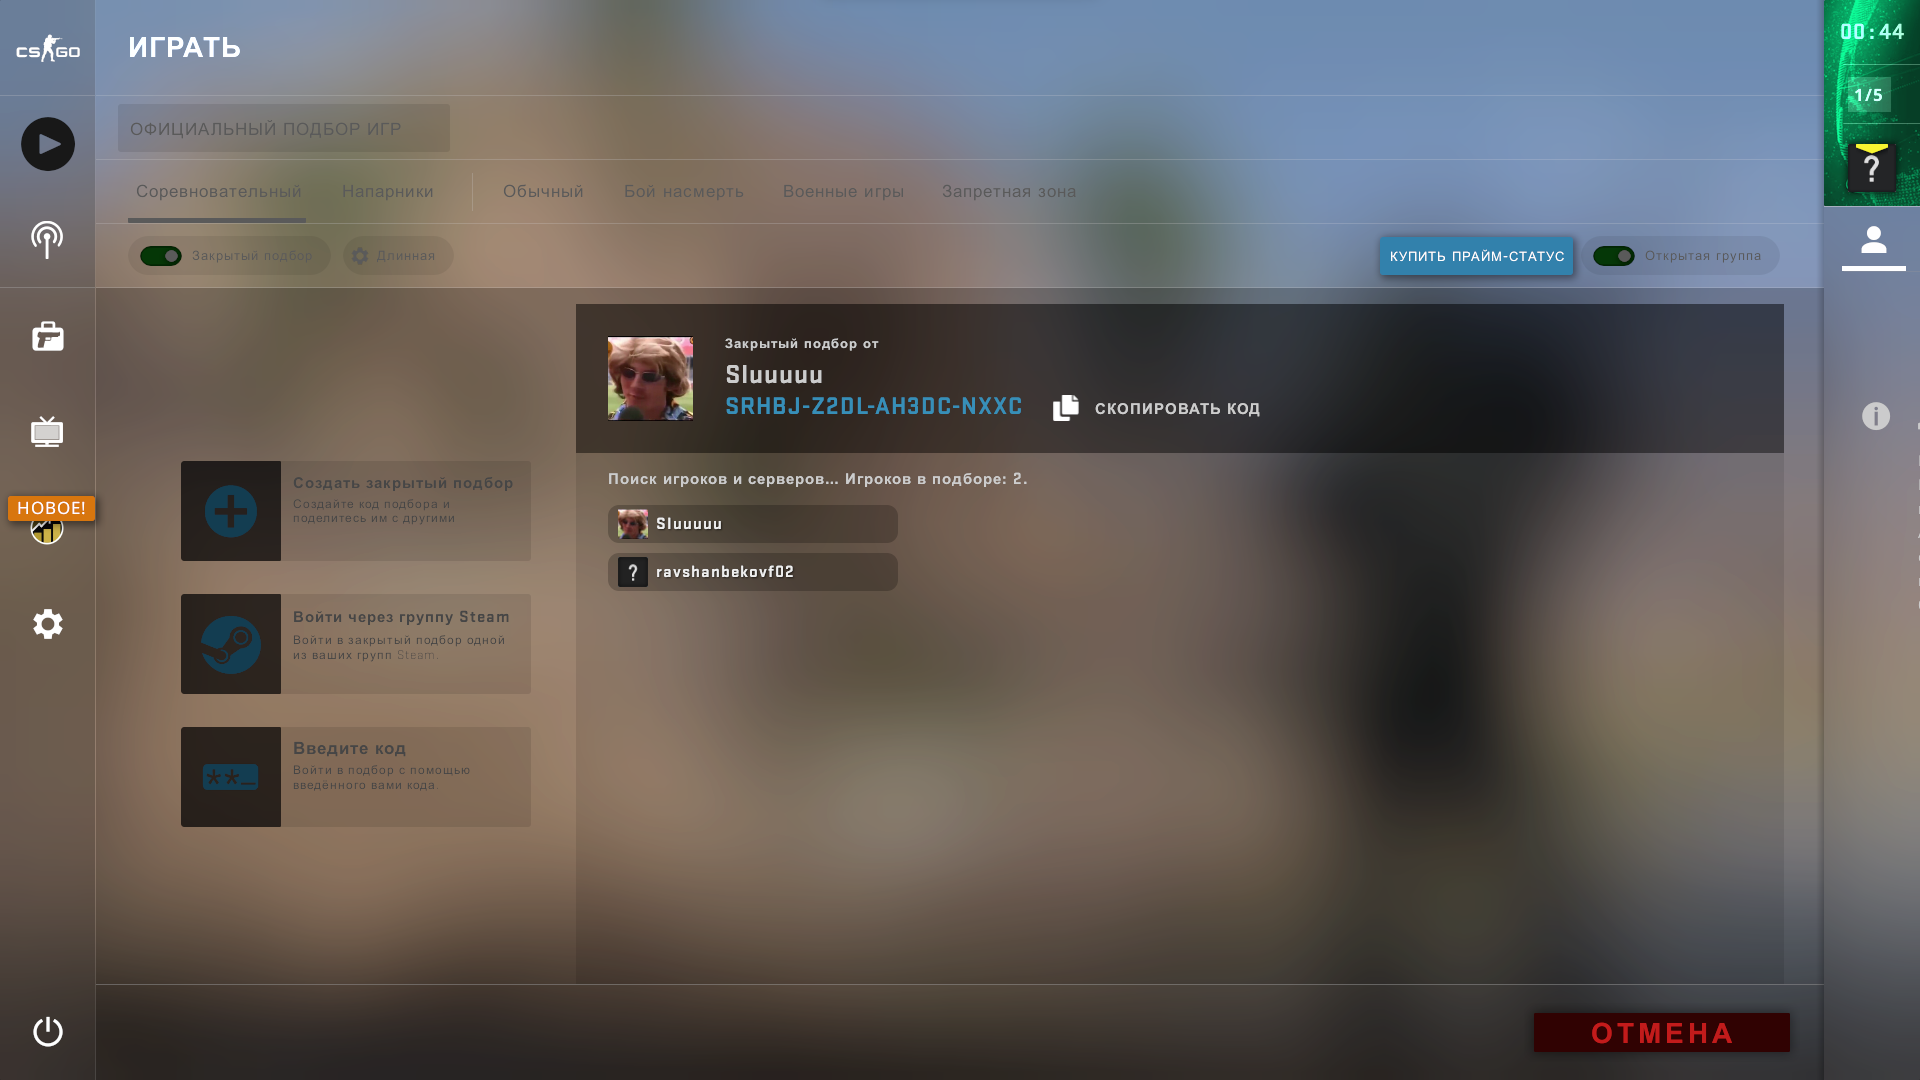 CS GO
ИГРАТЬ
00:44
1/5
ОФИЦИАЛЬНЫЙ ПОДБОР ИГР
Соревновательный
Напарники
Обычный
Бой насмерть
Военные игры
Запретная зона
Закрытый подбор
Длинная
КУПИТЬ ПРАЙМ-СТАТУС
Открытая группа
Закрытый подбор от
Sluuuuu
SRHBJ-Z2DL-AH3DC-NXXC
СКОПИРОВАТЬ КОД
Поиск игроков и серверов... Игроков в подборе: 2.
Sluuuuu
ravshanbekovf02
Создать закрытый подбор
Создайте код подбора и
поделитесь им с другими
НОВОЕ!
Войти через группу Steam
Войти в закрытый подбор одной
из ваших групп Steam.
Введите код
Войти в подбор с помощью
введённого вами кода.
ОТМЕНА